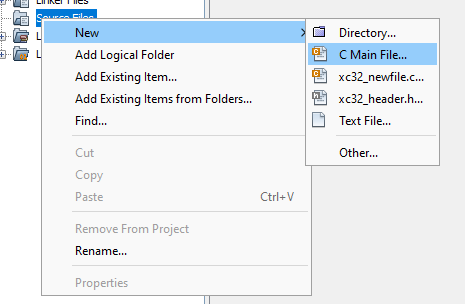 Linker Files
Source Files
New
Add Logical Folder
Add Existing Item...
Add Existing Items from Folders...
Find...
Cut
Copy
Paste Ctrl+V
Remove From Project
Rename...
Properties
Directory...
C Main File...
xc32_newfile.c...
xc32_header.h...
Text File...
Other...